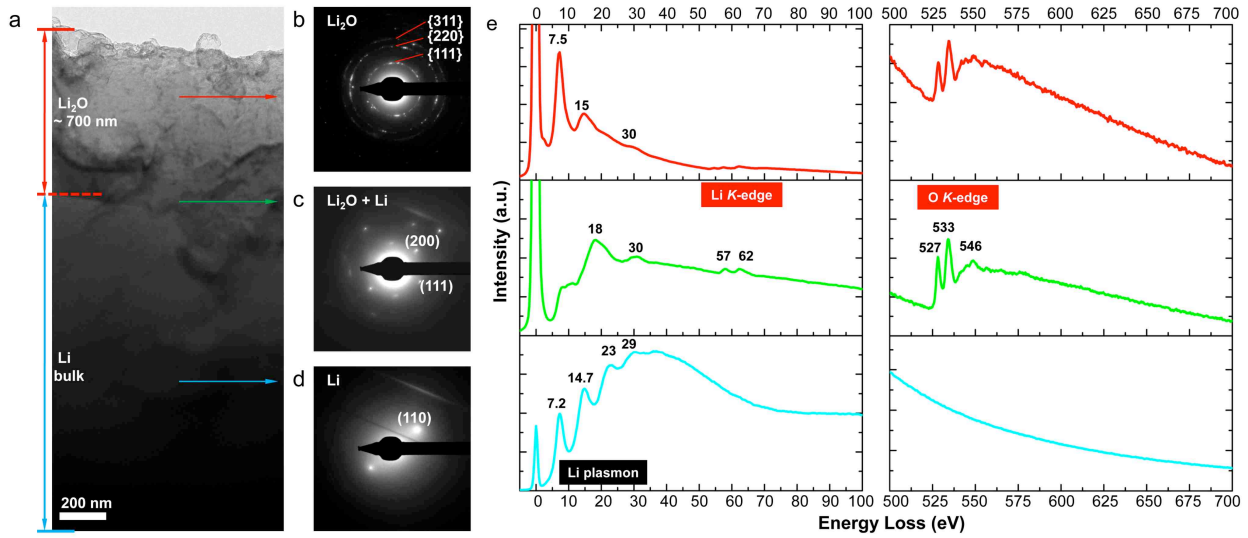 a
Li₂O
~ 700 nm
Li
bulk
200 nm
b
Li₂O
{311}
{220}
{111}
c
Li₂O + Li
(200)
(111)
d
Li
(110)
e
0 10 20 30 40 50 60 70 80 90 100
500 525 550 575 600 625 650 675 700
7.5
15
30
Li K-edge
O K-edge
18
30
57
62
527
533
546
7.2
14.7
23
29
Li plasmon
Intensity (a.u.)
0 10 20 30 40 50 60 70 80 90 100
500 525 550 575 600 625 650 675 700
Energy Loss (eV)